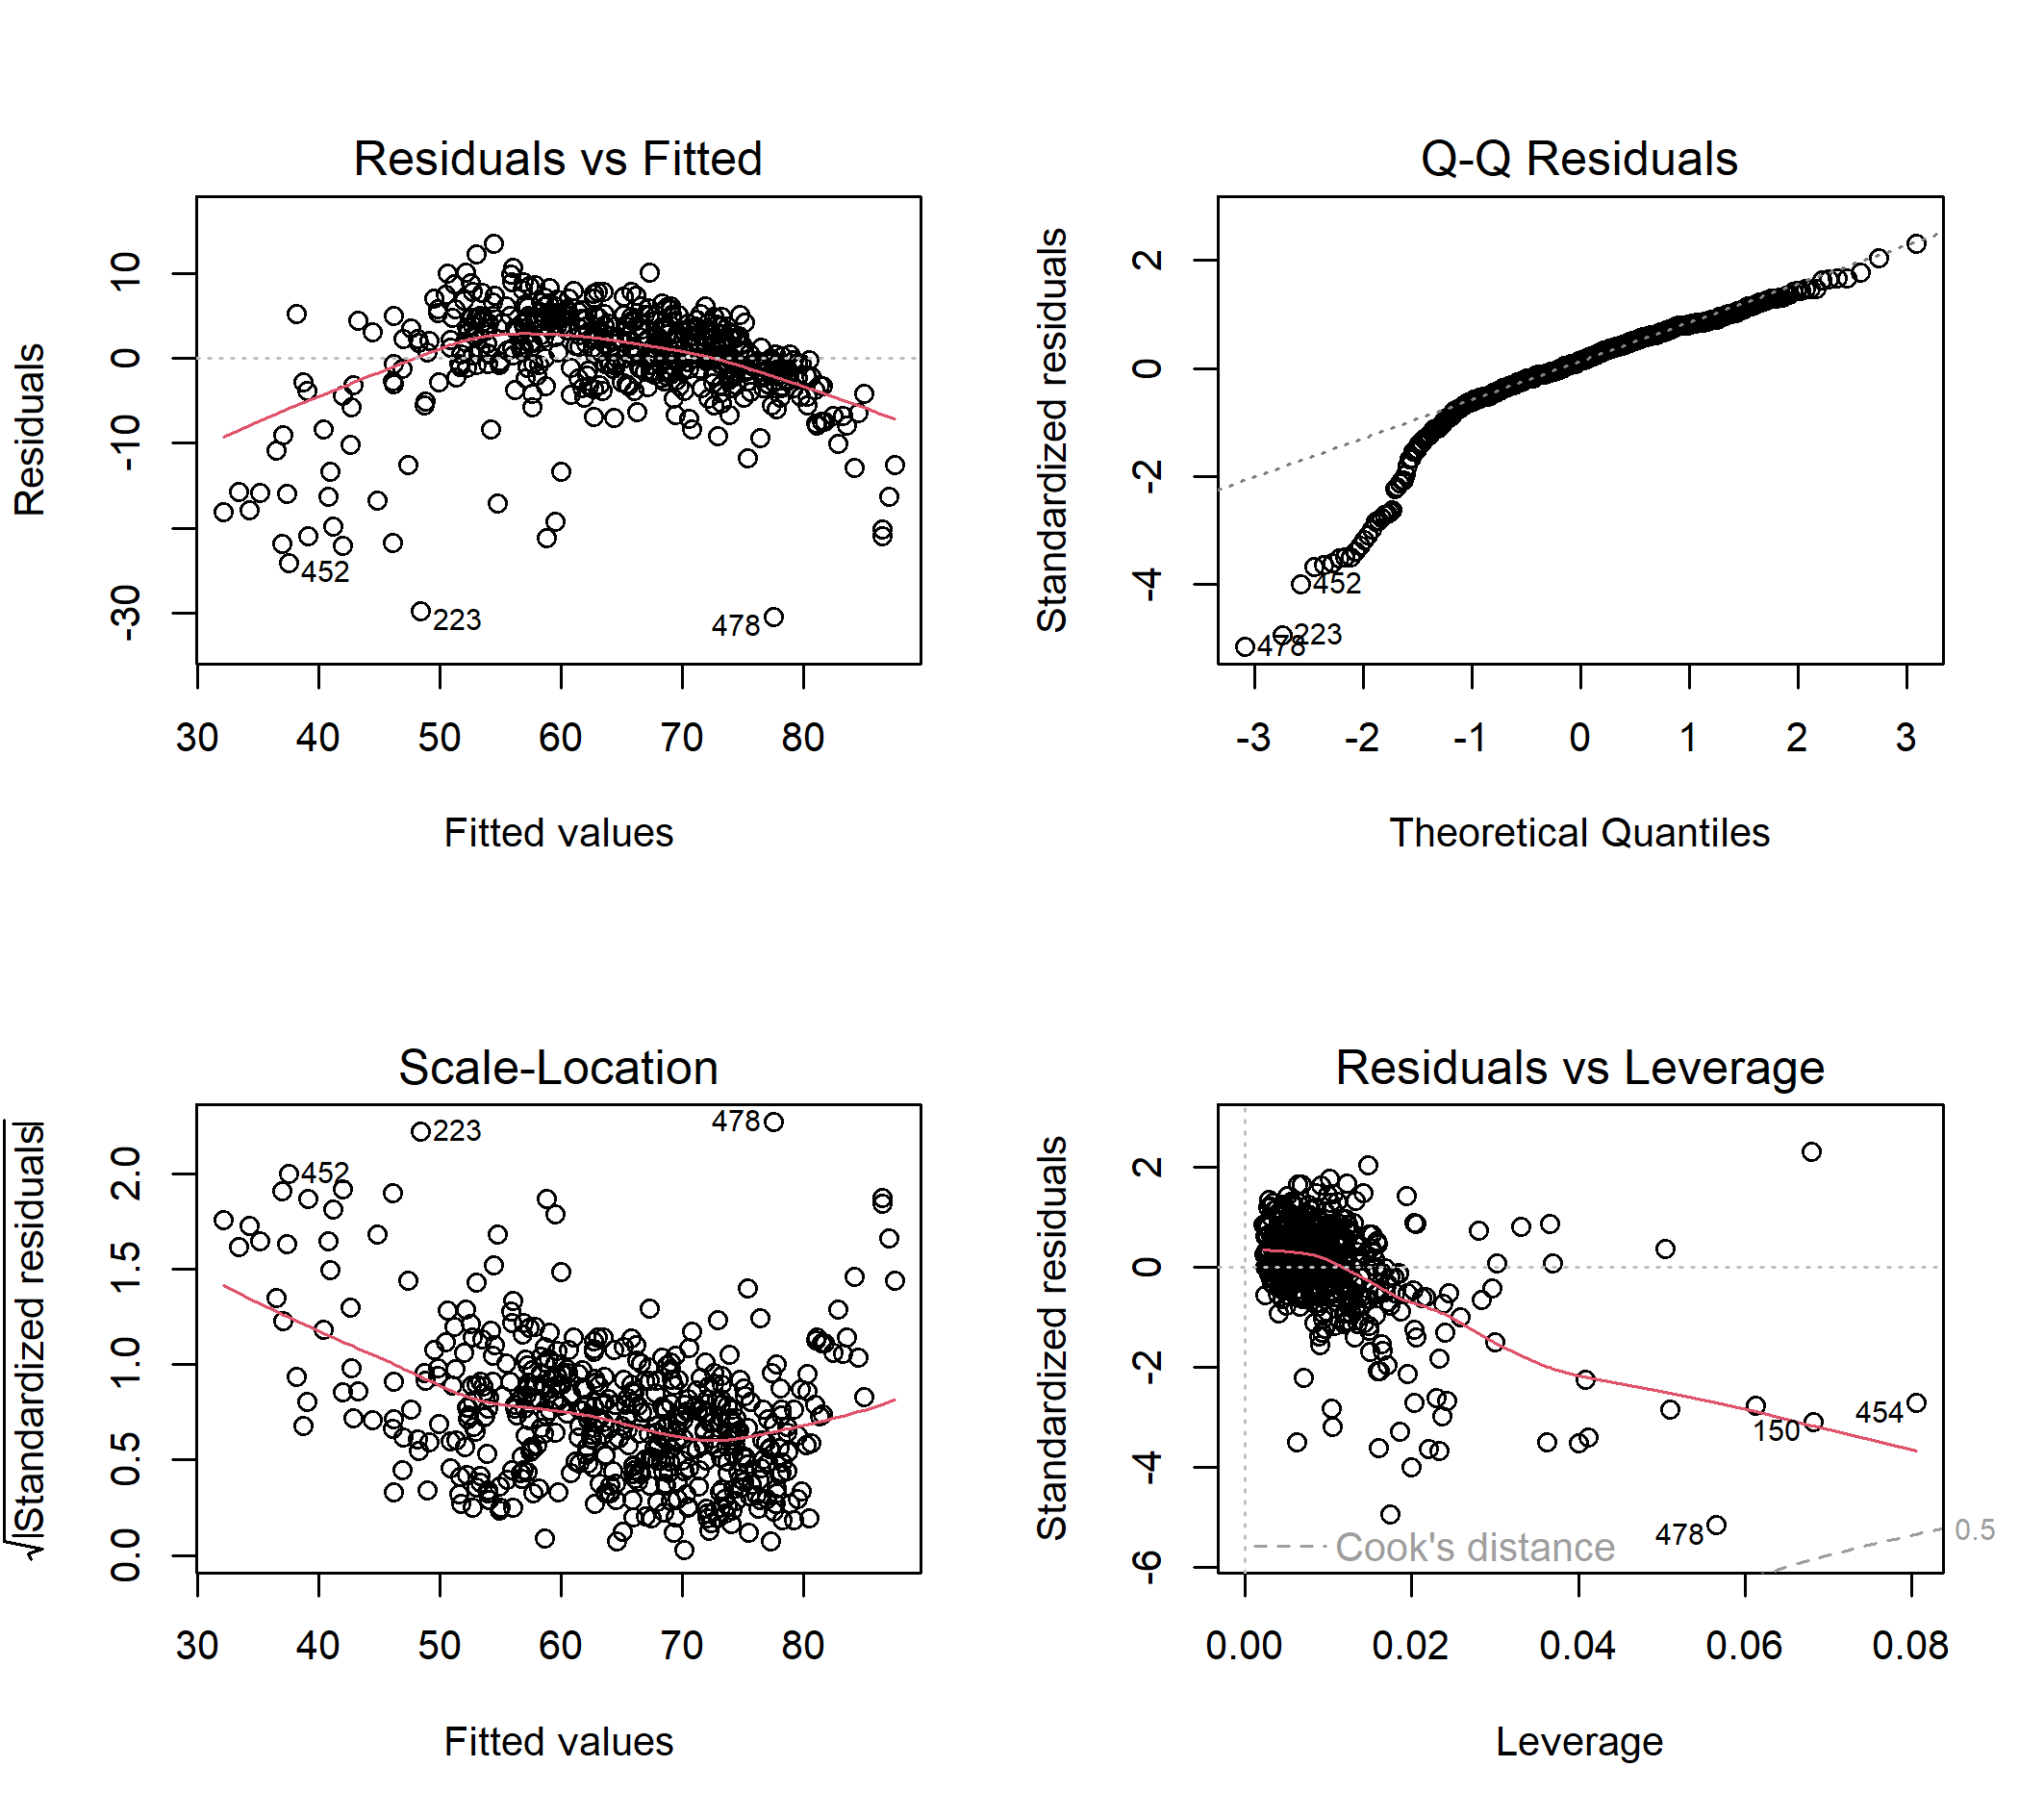 Residuals vs Fitted
Residuals
10
0
-10
-30
452
223
478
30 40 50 60 70 80
Fitted values
Q-Q Residuals
Standardized residuals
2
0
-2
-4
452
223
478
-3 -2 -1 0 1 2 3
Theoretical Quantiles
Scale-Location
√|Standardized residuals|
2.0
1.5
1.0
0.5
0.0
223
478
452
30 40 50 60 70 80
Fitted values
Residuals vs Leverage
Standardized residuals
2
0
-2
-4
-6
454
150
478
Cook's distance
0.5
0.00 0.02 0.04 0.06 0.08
Leverage